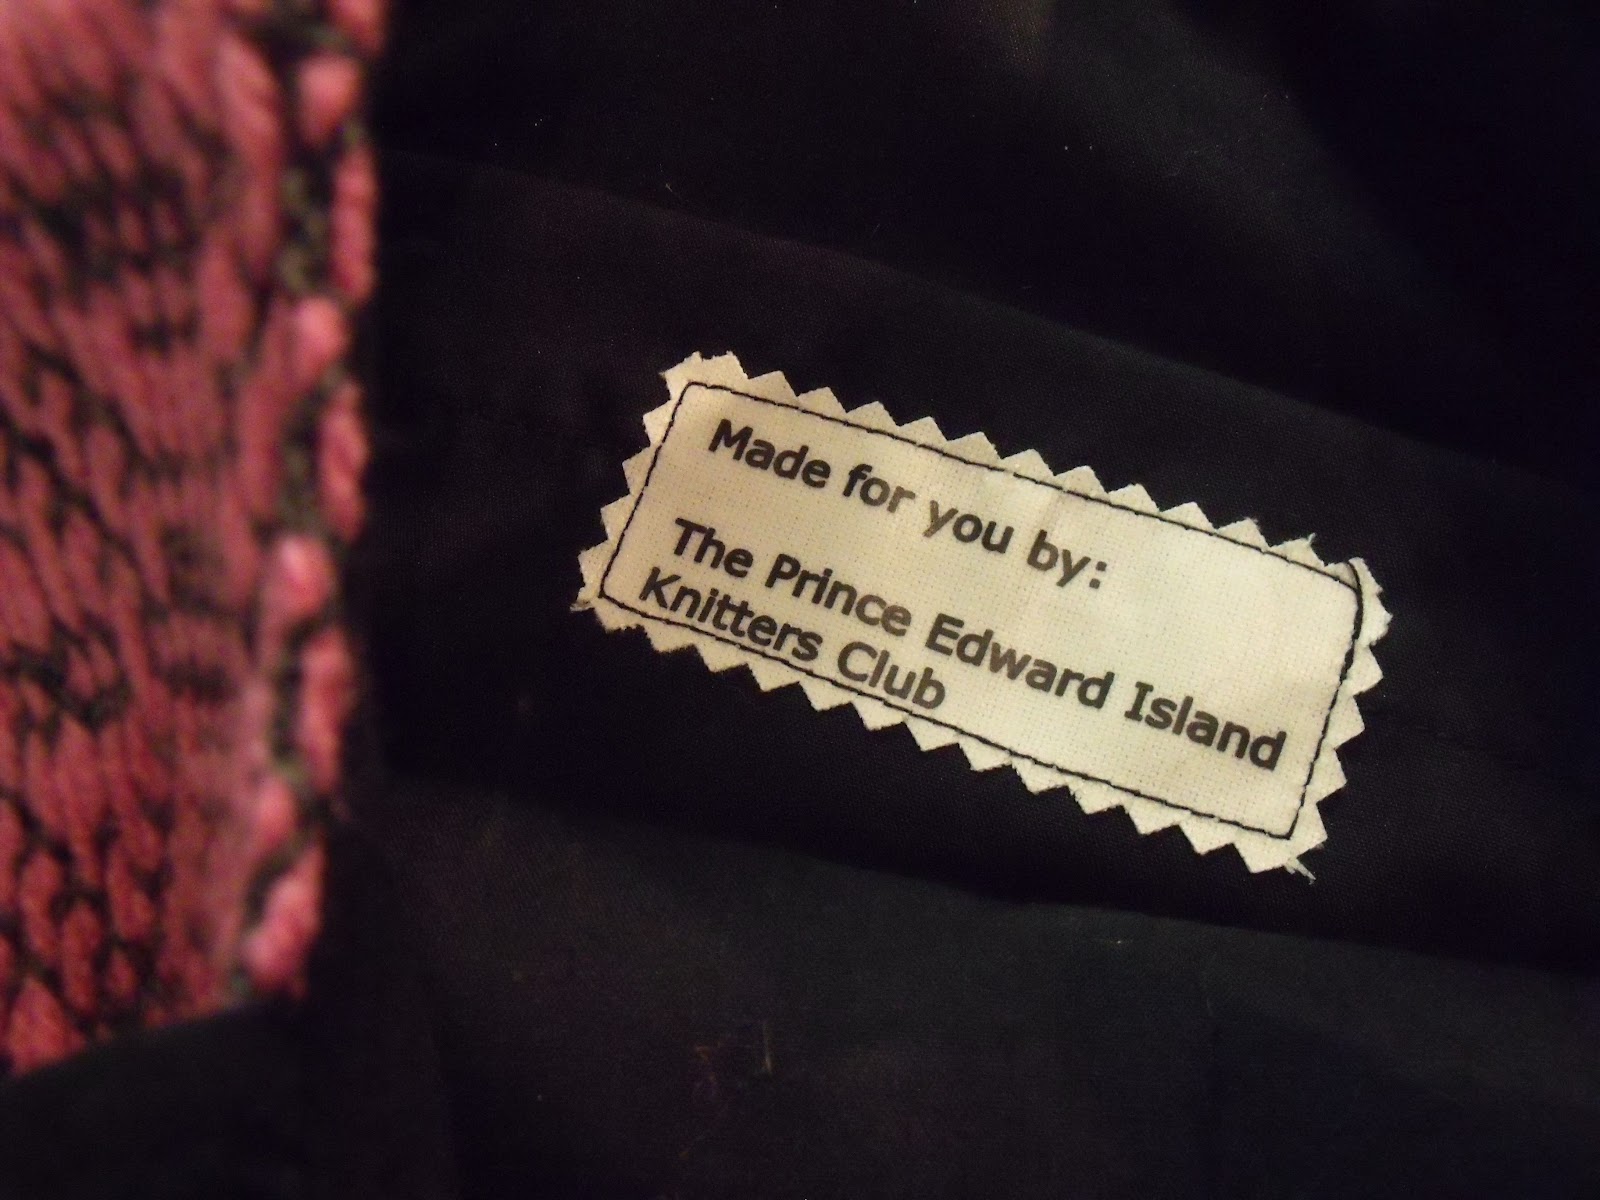 Made for you by:
The Prince Edward Island
Knitters Club